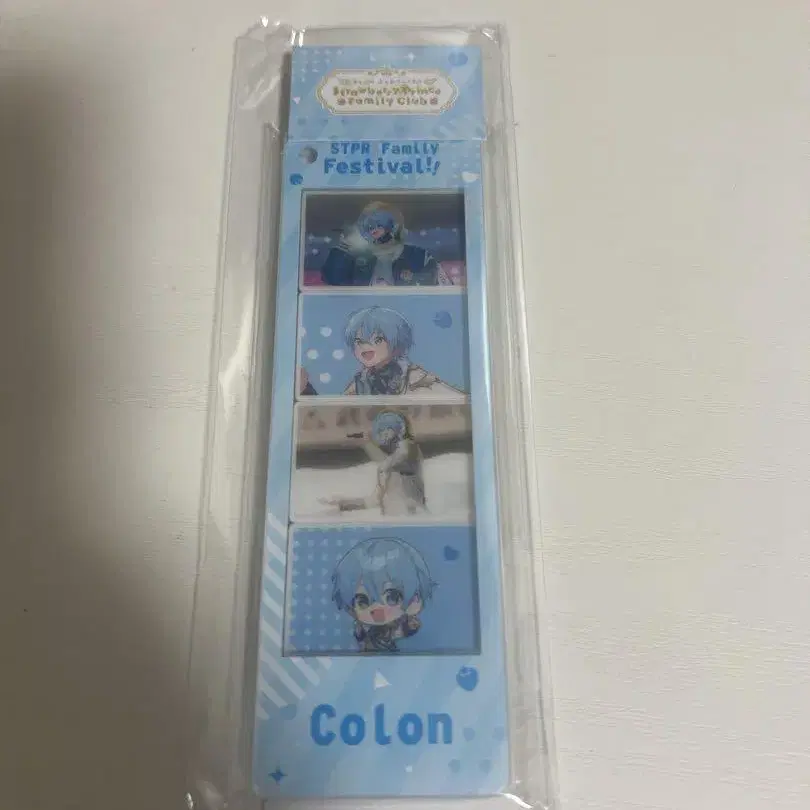 Strawberry Prince
Family Club
STPR Family
Festival!!
Colon